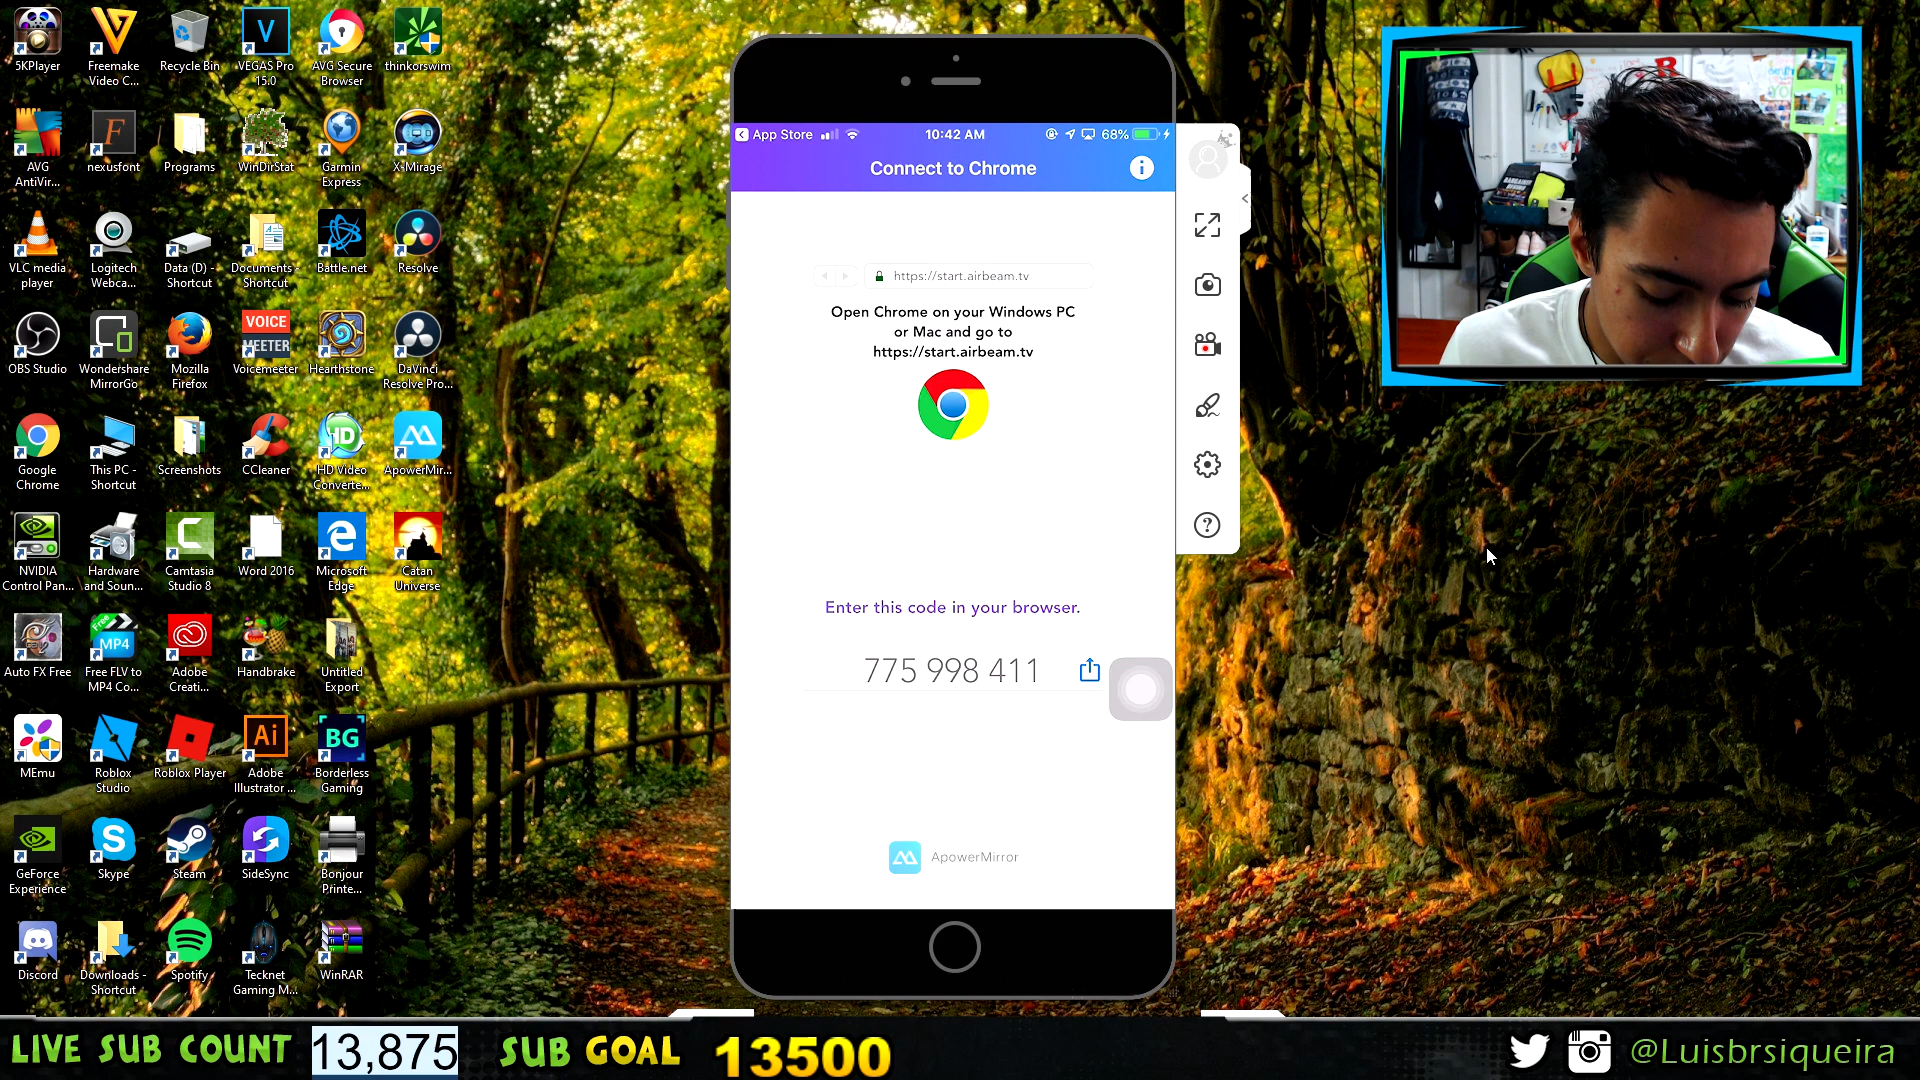 5KPlayer
Freemake Video C...
Recycle Bin
VEGAS Pro 15.0
AVG Secure Browser
thinkorswim
AVG AntiVir...
nexusfont
Programs
WinDirStat
Garmin Express
X-Mirage
VLC media player
Logitech Webca...
Data (D) - Shortcut
Documents - Shortcut
Battle.net
Resolve
OBS Studio
Wondershare MirrorGo
Mozilla Firefox
VOICE MEETER
Voicemeeter
Hearthstone
DaVinci Resolve Pro...
Google Chrome
This PC - Shortcut
Screenshots
CCleaner
HD Video Converte...
ApowerMir...
NVIDIA Control Pan...
Hardware and Soun...
Camtasia Studio 8
Word 2016
Microsoft Edge
Catan Universe
Auto FX Free
Free FLV to MP4 Co...
Adobe Creati...
Handbrake
Untitled Export
MEmu
Roblox Studio
Roblox Player
Adobe Illustrator ...
Borderless Gaming
GeForce Experience
Skype
Steam
SideSync
Bonjour Printe...
Discord
Downloads - Shortcut
Spotify
Tecknet Gaming M...
WinRAR
App Store
10:42 AM
68%
Connect to Chrome
https://start.airbeam.tv
Open Chrome on your Windows PC
or Mac and go to
https://start.airbeam.tv
Enter this code in your browser.
775 998 411
ApowerMirror
LIVE SUB COUNT 13,875 SUB GOAL 13500
@Luisbrsiqueira